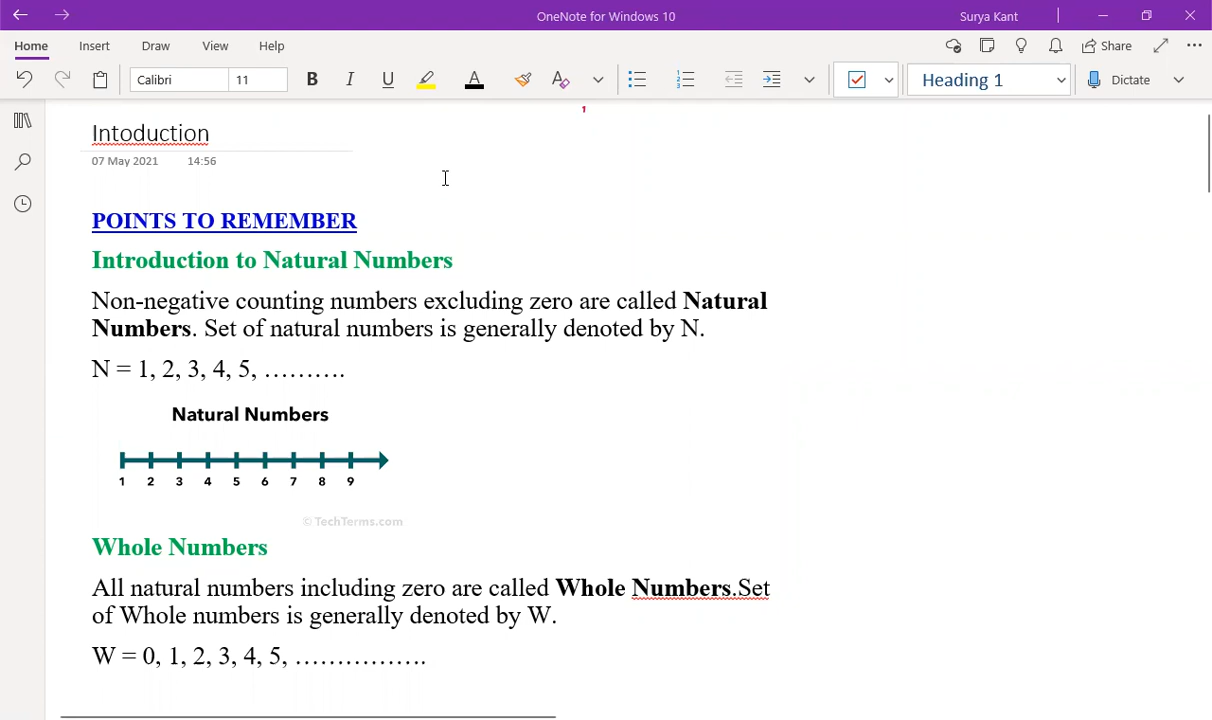 OneNote for Windows 10
Surya Kant
Home Insert Draw View Help
Share
Calibri 11
B I U A
Heading 1
Dictate
1
Intoduction
07 May 2021 14:56
POINTS TO REMEMBER
Introduction to Natural Numbers
Non-negative counting numbers excluding zero are called Natural
Numbers. Set of natural numbers is generally denoted by N.
N = 1, 2, 3, 4, 5, ……….
Natural Numbers
1 2 3 4 5 6 7 8 9
© TechTerms.com
Whole Numbers
All natural numbers including zero are called Whole Numbers.Set
of Whole numbers is generally denoted by W.
W = 0, 1, 2, 3, 4, 5, …………….